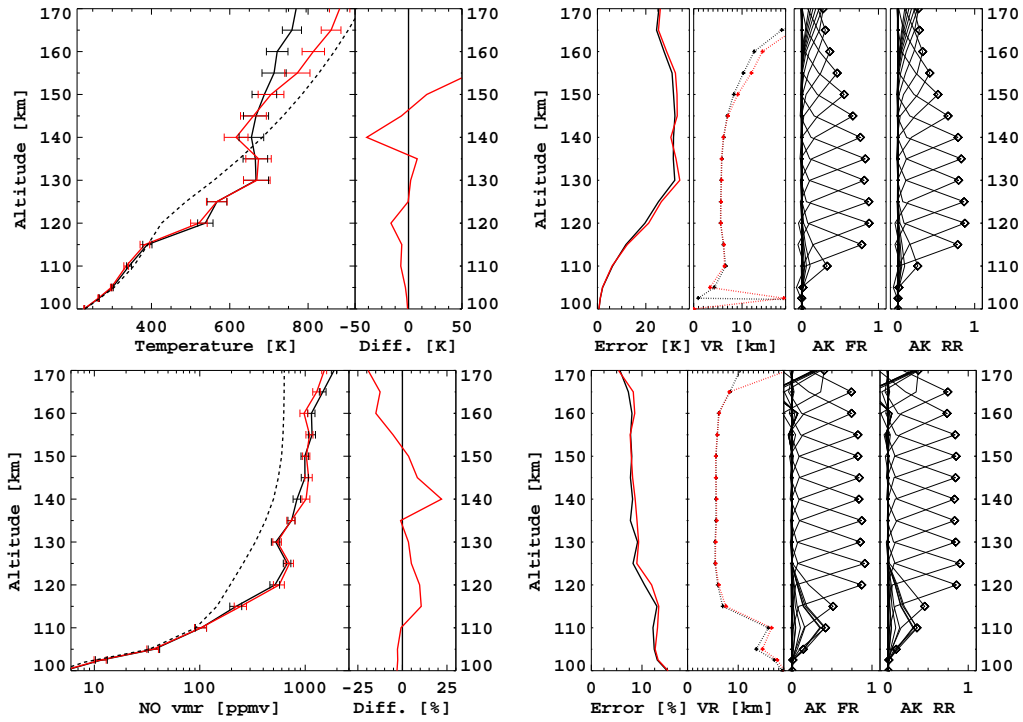 170 170 170 170
160 160 160 160
150 150 150 150
140 140 140 140
130 130 130 130
120 120 120 120
110 110 110 110
100 100 100 100
Altitude [km] Altitude [km]
400 600 800 -50 0 50 0 10 20 30 0 10 0 1 0 1
Temperature [K] Diff. [K] Error [K] VR [km] AK FR AK RR
170 170 170 170
160 160 160 160
150 150 150 150
140 140 140 140
130 130 130 130
120 120 120 120
110 110 110 110
100 100 100 100
Altitude [km] Altitude [km]
10 100 1000 -25 0 25 0 10 0 10 0 1 0 1
NO vmr [ppmv] Diff. [%] Error [%] VR [km] AK FR AK RR